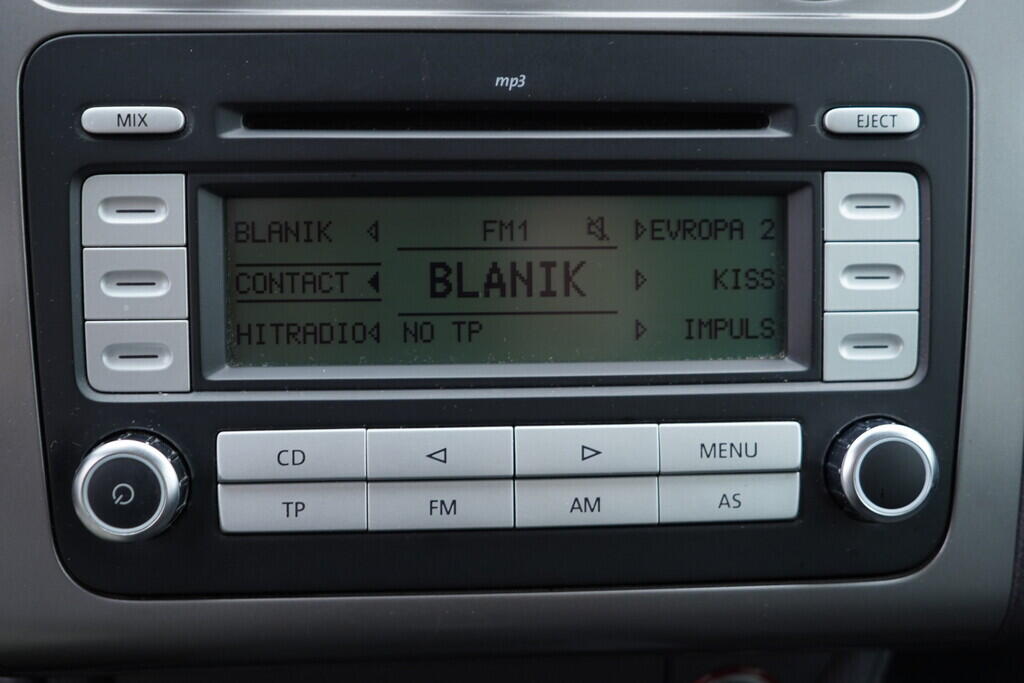 mp3
MIX
EJECT
BLANIK FM1 EVROPA 2
CONTACT BLANIK KISS
HITRADIO NO TP IMPULS
CD MENU
TP FM AM AS